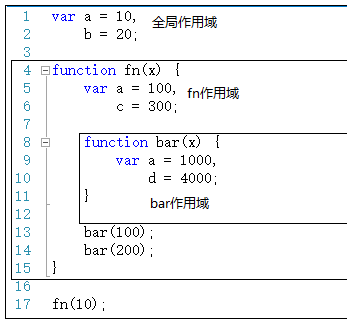 1 var a = 10, 全局作用域
2 b = 20;
3
4 function fn(x) {
5 var a = 100, fn作用域
6 c = 300;
7
8 function bar(x) {
9 var a = 1000,
10 d = 4000;
11 }
12 bar作用域
13 bar(100);
14 bar(200);
15 }
16
17 fn(10);